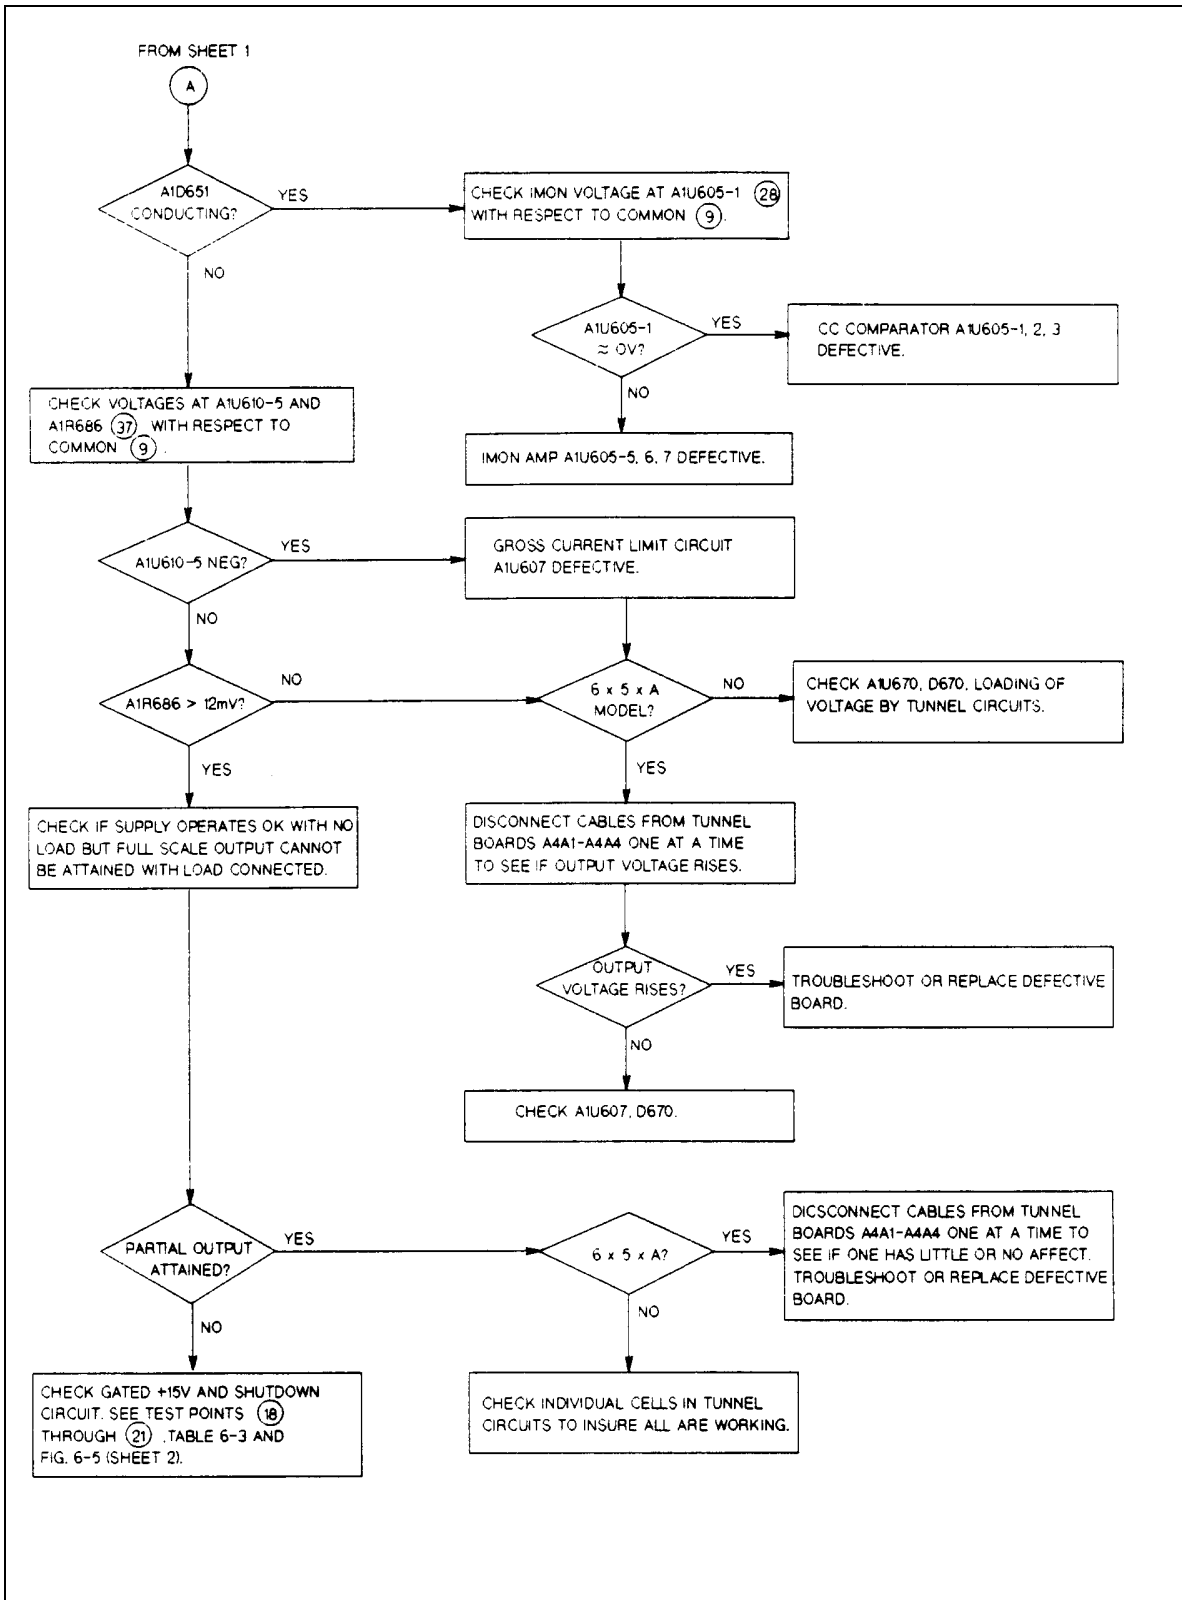 FROM SHEET 1
A
A1D651
CONDUCTING?
YES
NO
CHECK IMON VOLTAGE AT A1U605-1 28
WITH RESPECT TO COMMON 9.
A1U605-1
≈ 0V?
YES
NO
CC COMPARATOR A1U605-1, 2, 3
DEFECTIVE.
IMON AMP A1U605-5, 6, 7 DEFECTIVE.
CHECK VOLTAGES AT A1U610-5 AND
A1R686 37 WITH RESPECT TO
COMMON 9.
A1U610-5 NEG?
YES
NO
GROSS CURRENT LIMIT CIRCUIT
A1U607 DEFECTIVE.
A1R686 > 12mV?
NO
YES
6 x 5 x A
MODEL?
NO
YES
CHECK A1U670, D670, LOADING OF
VOLTAGE BY TUNNEL CIRCUITS.
CHECK IF SUPPLY OPERATES OK WITH NO
LOAD BUT FULL SCALE OUTPUT CANNOT
BE ATTAINED WITH LOAD CONNECTED.
DISCONNECT CABLES FROM TUNNEL
BOARDS A4A1-A4A4 ONE AT A TIME
TO SEE IF OUTPUT VOLTAGE RISES.
OUTPUT
VOLTAGE RISES?
YES
NO
TROUBLESHOOT OR REPLACE DEFECTIVE
BOARD.
CHECK A1U607, D670.
PARTIAL OUTPUT
ATTAINED?
YES
NO
6 x 5 x A?
YES
NO
DICSCONNECT CABLES FROM TUNNEL
BOARDS A4A1-A4A4 ONE AT A TIME TO
SEE IF ONE HAS LITTLE OR NO AFFECT.
TROUBLESHOOT OR REPLACE DEFECTIVE
BOARD.
CHECK GATED +15V AND SHUTDOWN
CIRCUIT. SEE TEST POINTS 18
THROUGH 21 .TABLE 6-3 AND
FIG. 6-5 (SHEET 2).
CHECK INDIVIDUAL CELLS IN TUNNEL
CIRCUITS TO INSURE ALL ARE WORKING.